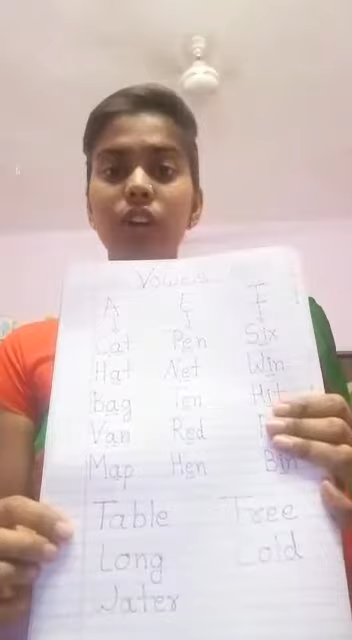 Vowels
A E I
Cat Pen Six
Hat Net Win
Bag Ten Hit
Van Red
Map Hen Bin
Table Tree
Long Cold
Water